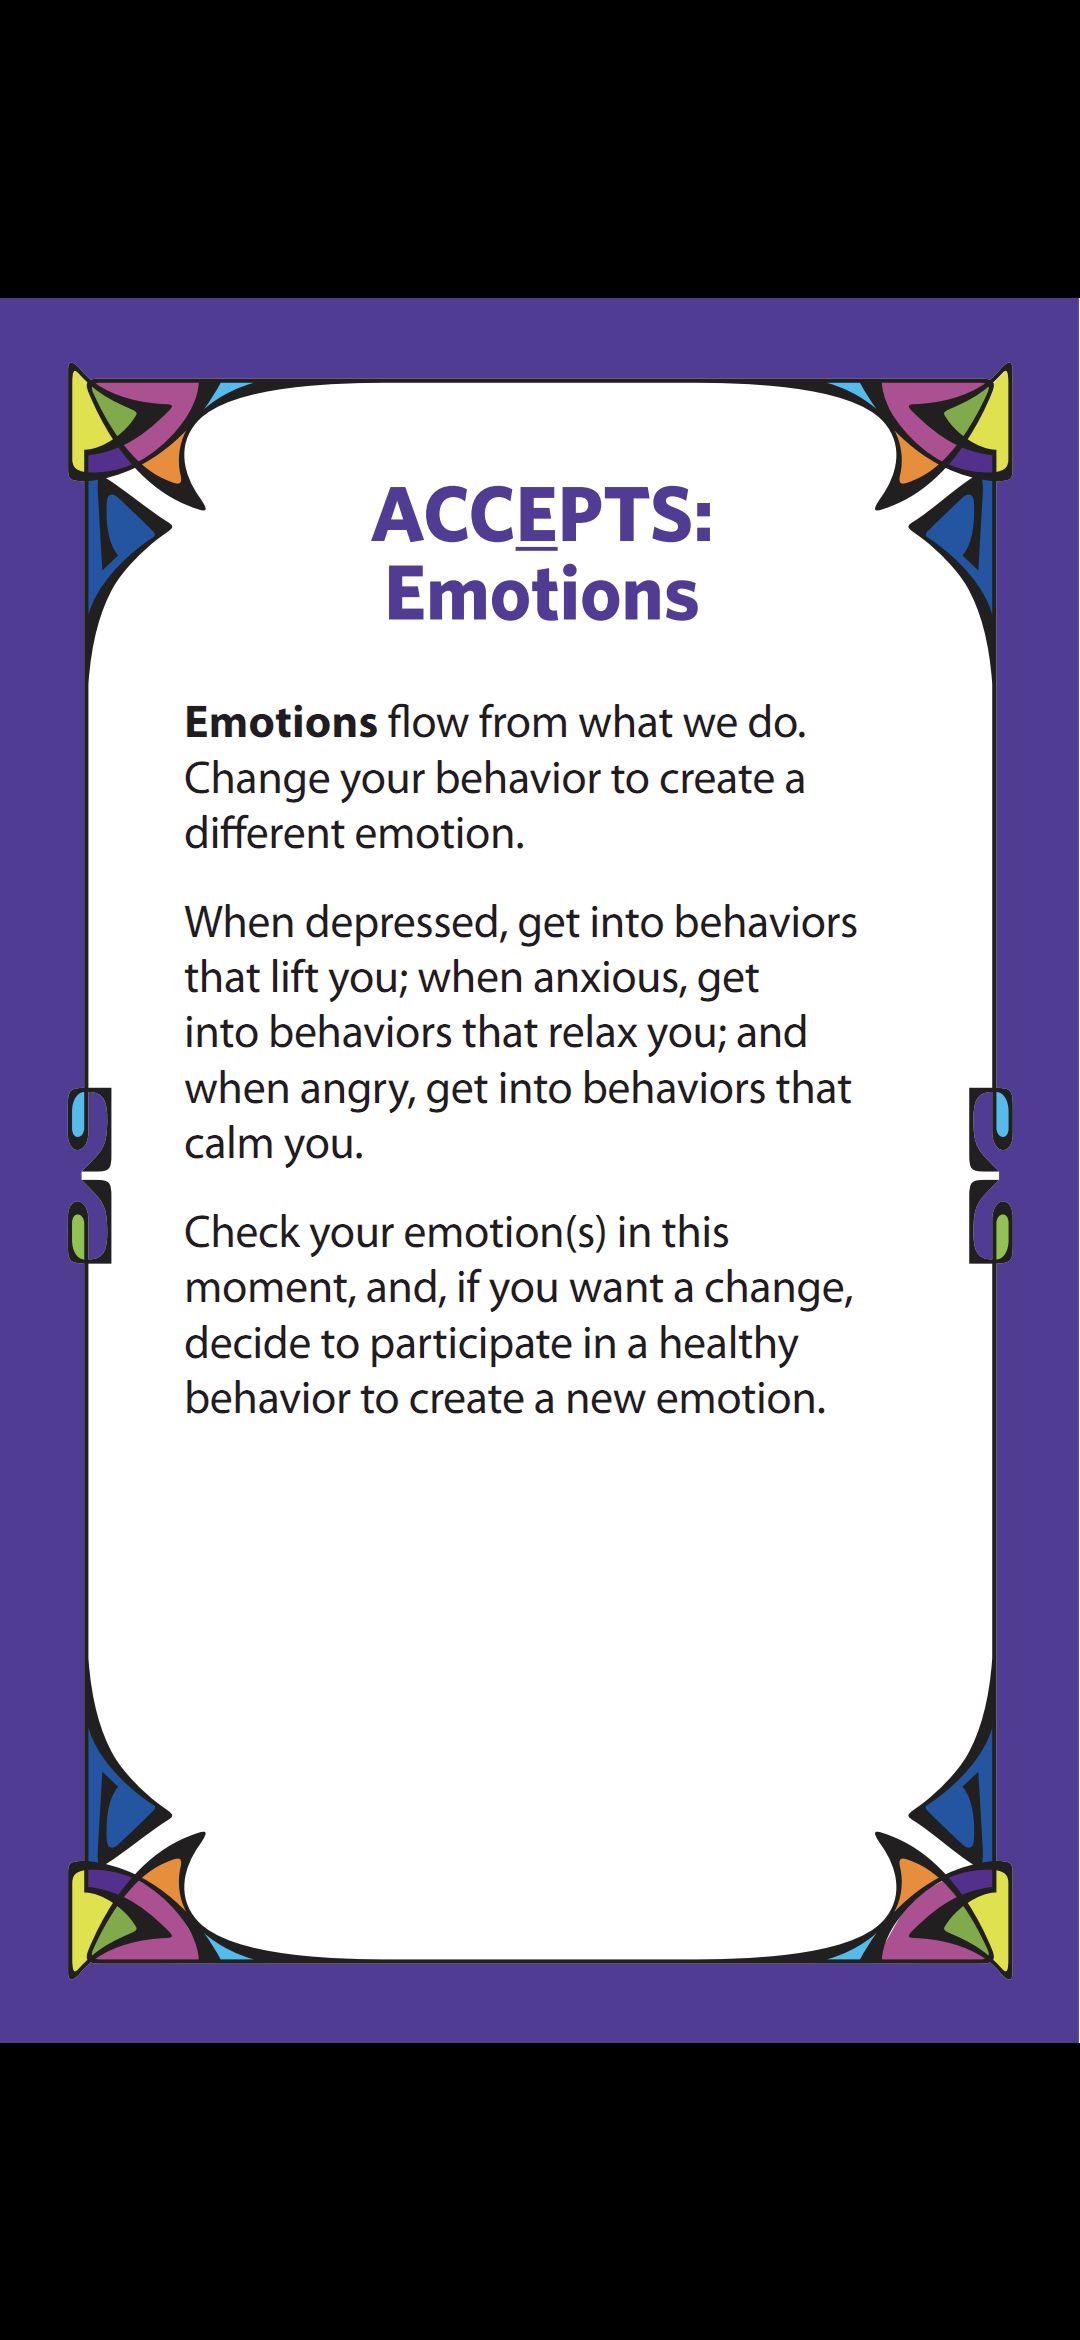 ACCEPTS:
Emotions
Emotions flow from what we do.
Change your behavior to create a
different emotion.
When depressed, get into behaviors
that lift you; when anxious, get
into behaviors that relax you; and
when angry, get into behaviors that
calm you.
Check your emotion(s) in this
moment, and, if you want a change,
decide to participate in a healthy
behavior to create a new emotion.